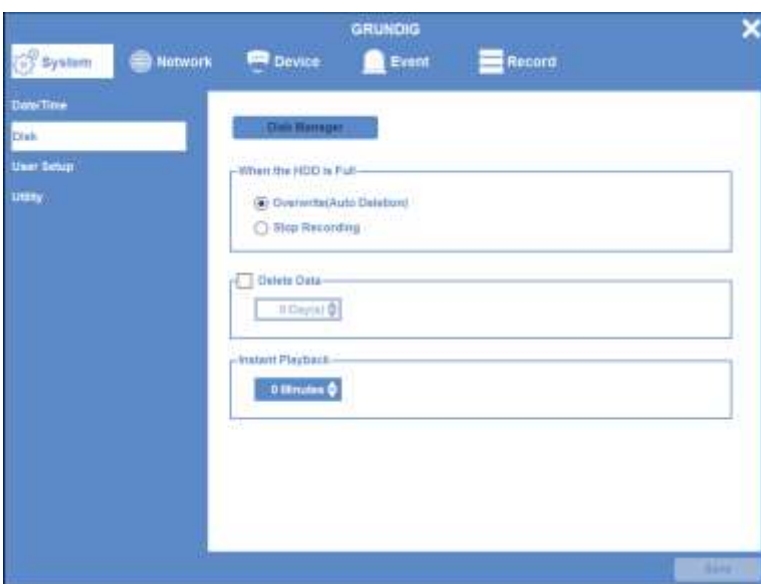 GRUNDIG
System Network Device Event Record
Date/Time
Disk
User Setup
Utility
Disk Manager
When the HDD is Full
Overwrite(Auto Deletion)
Stop Recording
Delete Data
0 Day(s)
Instant Playback
0 Minutes
Save